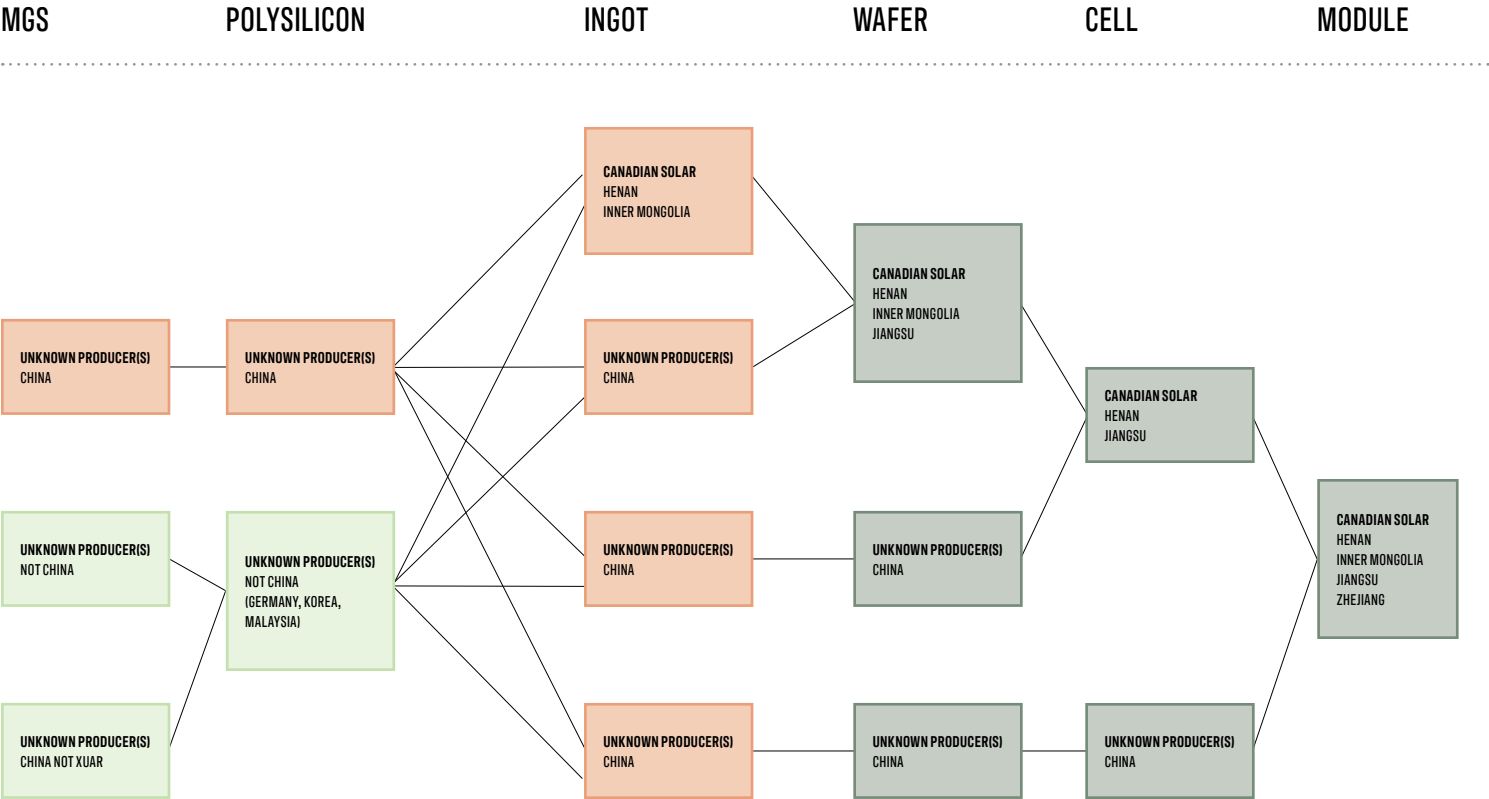 MGS
POLYSILICON
INGOT
WAFER
CELL
MODULE
UNKNOWN PRODUCER(S)
CHINA
UNKNOWN PRODUCER(S)
NOT CHINA
UNKNOWN PRODUCER(S)
CHINA NOT XUAR
UNKNOWN PRODUCER(S)
CHINA
UNKNOWN PRODUCER(S)
NOT CHINA
(GERMANY, KOREA,
MALAYSIA)
CANADIAN SOLAR
HENAN
INNER MONGOLIA
UNKNOWN PRODUCER(S)
CHINA
UNKNOWN PRODUCER(S)
CHINA
UNKNOWN PRODUCER(S)
CHINA
CANADIAN SOLAR
HENAN
INNER MONGOLIA
JIANGSU
UNKNOWN PRODUCER(S)
CHINA
UNKNOWN PRODUCER(S)
CHINA
CANADIAN SOLAR
HENAN
JIANGSU
UNKNOWN PRODUCER(S)
CHINA
CANADIAN SOLAR
HENAN
INNER MONGOLIA
JIANGSU
ZHEJIANG